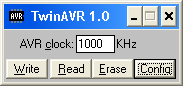 AVR TwinAVR 1.0
AVR clock: 1000 KHz
Write Read Erase Config